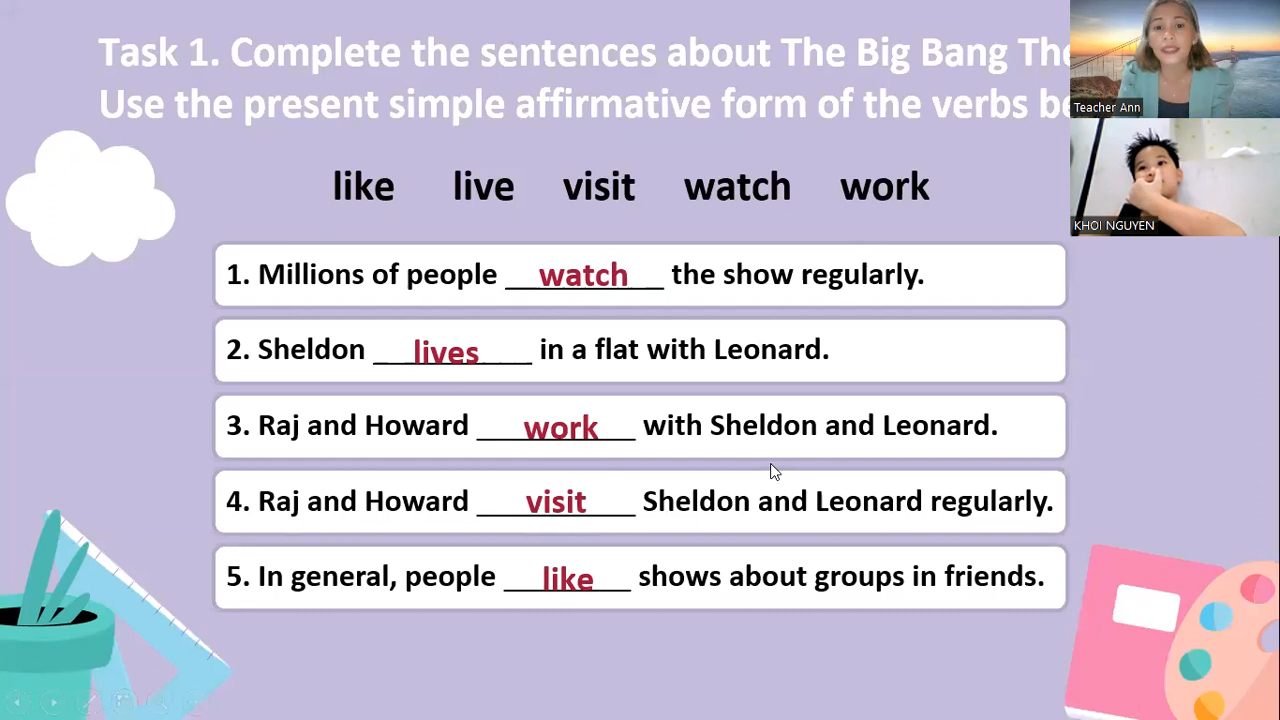 Task 1. Complete the sentences about The Big Bang The
Use the present simple affirmative form of the verbs be
like live visit watch work
1. Millions of people watch the show regularly.
2. Sheldon lives in a flat with Leonard.
3. Raj and Howard work with Sheldon and Leonard.
4. Raj and Howard visit Sheldon and Leonard regularly.
5. In general, people like shows about groups in friends.
Teacher Ann
KHOI NGUYEN